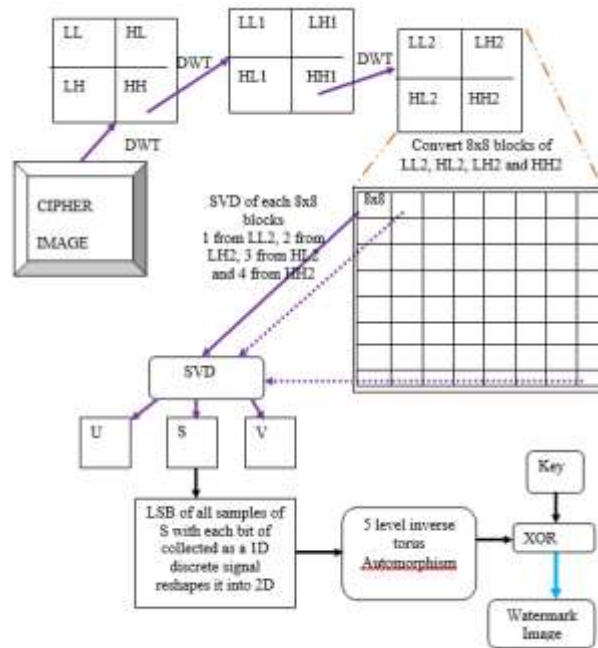 LL HL
LH HH
DWT
LL1 LH1
HL1 HH1
DWT
LL2 LH2
HL2 HH2
DWT
CIPHER
IMAGE
Convert 8x8 blocks of
LL2, HL2, LH2 and HH2
SVD of each 8x8
blocks
1 from LL2, 2 from
LH2, 3 from HL2
and 4 from HH2
8x8
SVD
U
S
V
LSB of all samples of
S with each bit of
collected as a 1D
discrete signal
reshapes it into 2D
5 level inverse
torus
Automorphism
Key
XOR
Watermark
Image